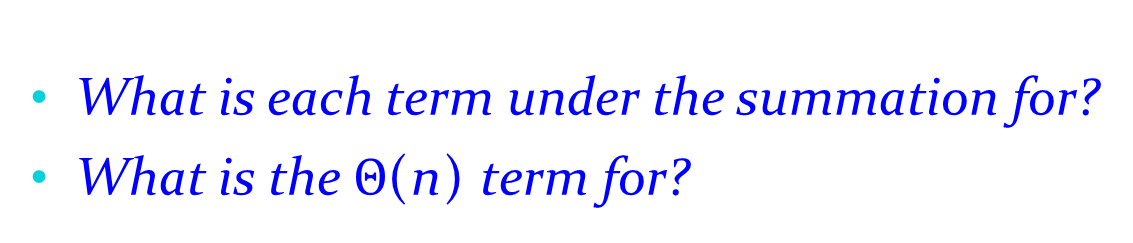 • What is each term under the summation for?
• What is the Θ(n) term for?